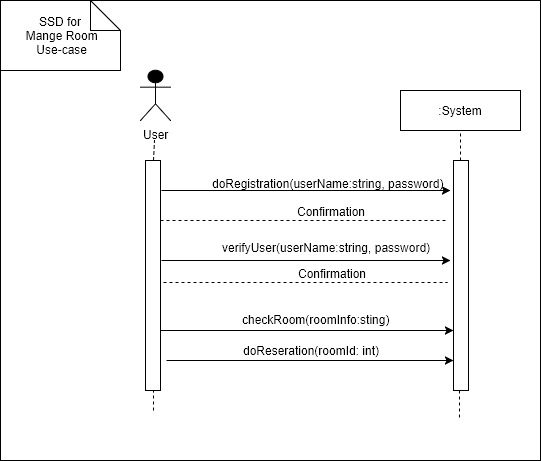 SSD for
Mange Room
Use-case
User
:System
doRegistration(userName:string, password)
Confirmation
verifyUser(userName:string, password)
Confirmation
checkRoom(roomInfo:sting)
doReseration(roomId: int)